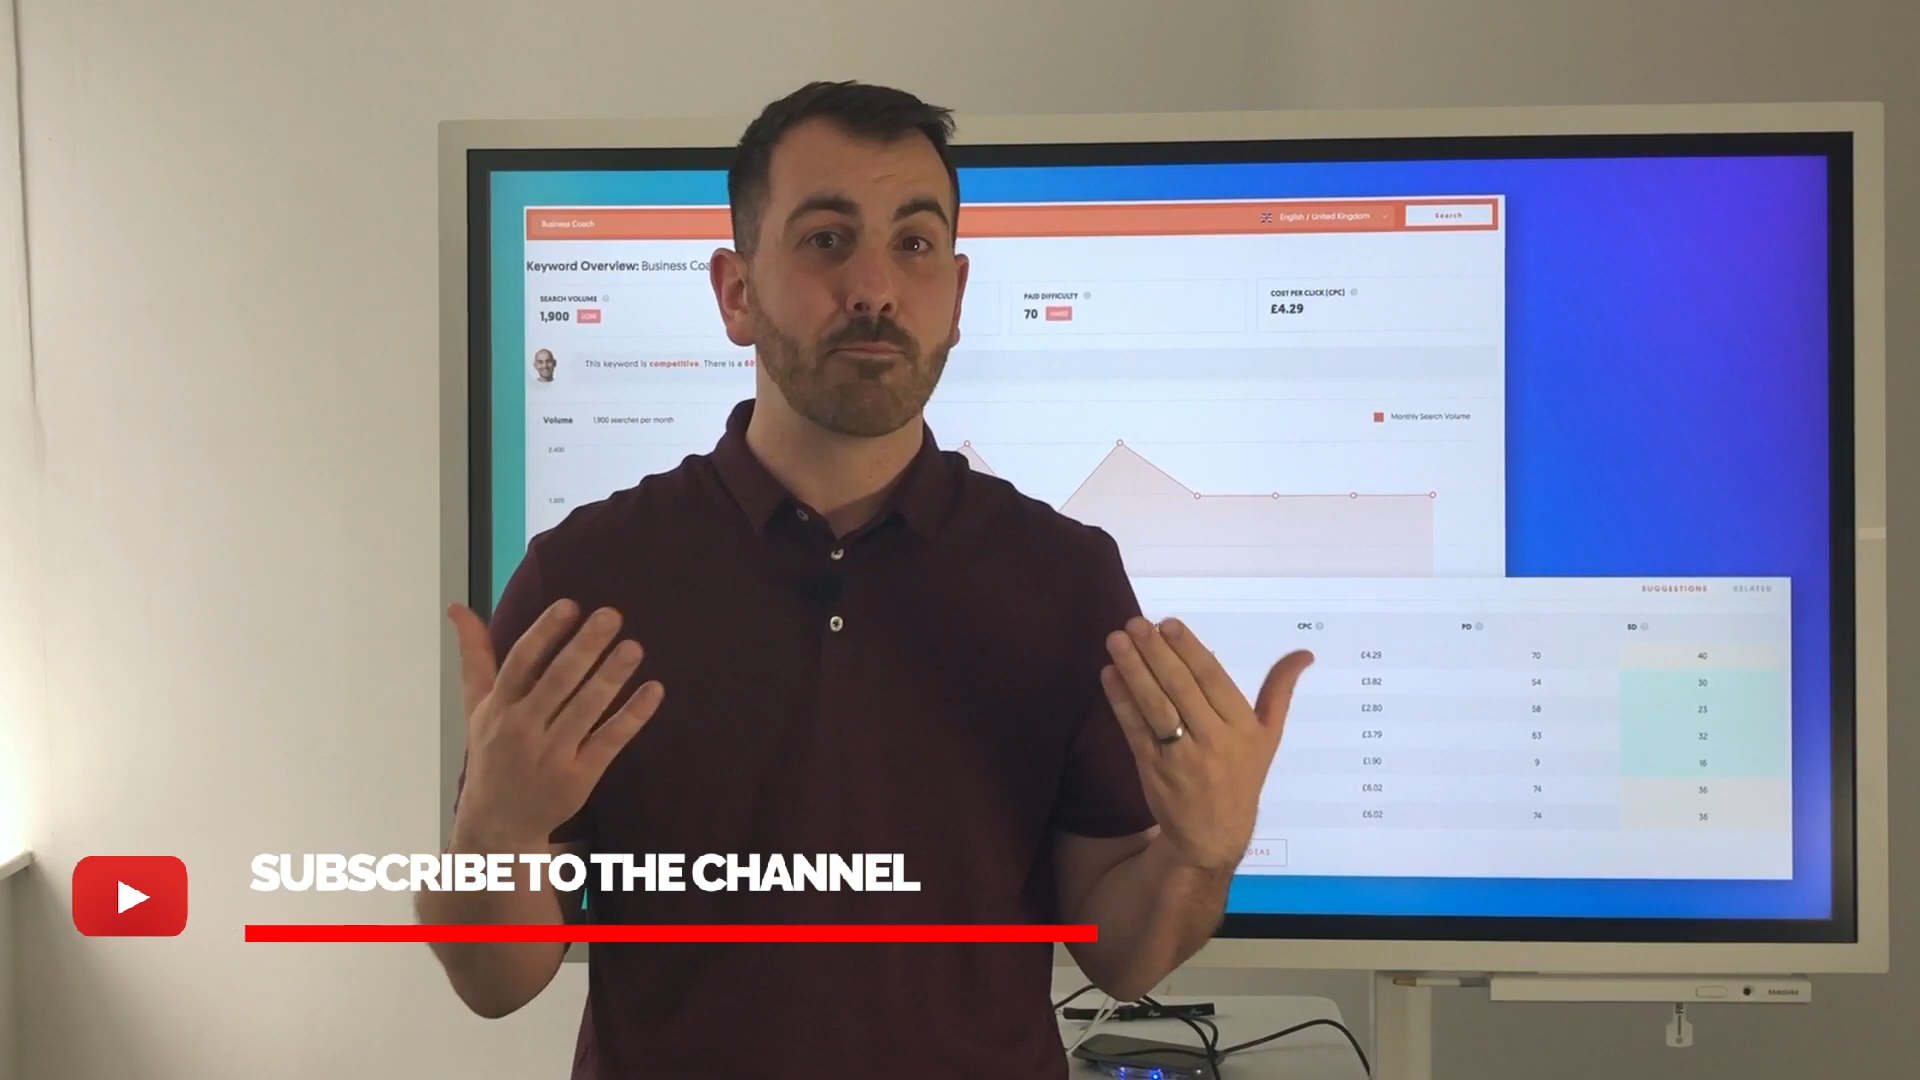 Business Coach
English / United Kingdom
Search
Keyword Overview: Business Coa
SEARCH VOLUME
1,900 LOW
PAID DIFFICULTY
70 HARD
COST PER CLICK (CPC)
£4.29
This keyword is competitive. There is a 60
Volume
1,900 searches per month
Monthly Search Volume
2,400
SUGGESTIONS
RELATED
CPC
PD
SD
£4.29 70 40
£3.82 54 30
£2.80 58 23
£3.79 63 32
£1.90 9 16
£6.02 74 36
£6.02 74 36
DEAS
SUBSCRIBE TO THE CHANNEL
SAMSUNG